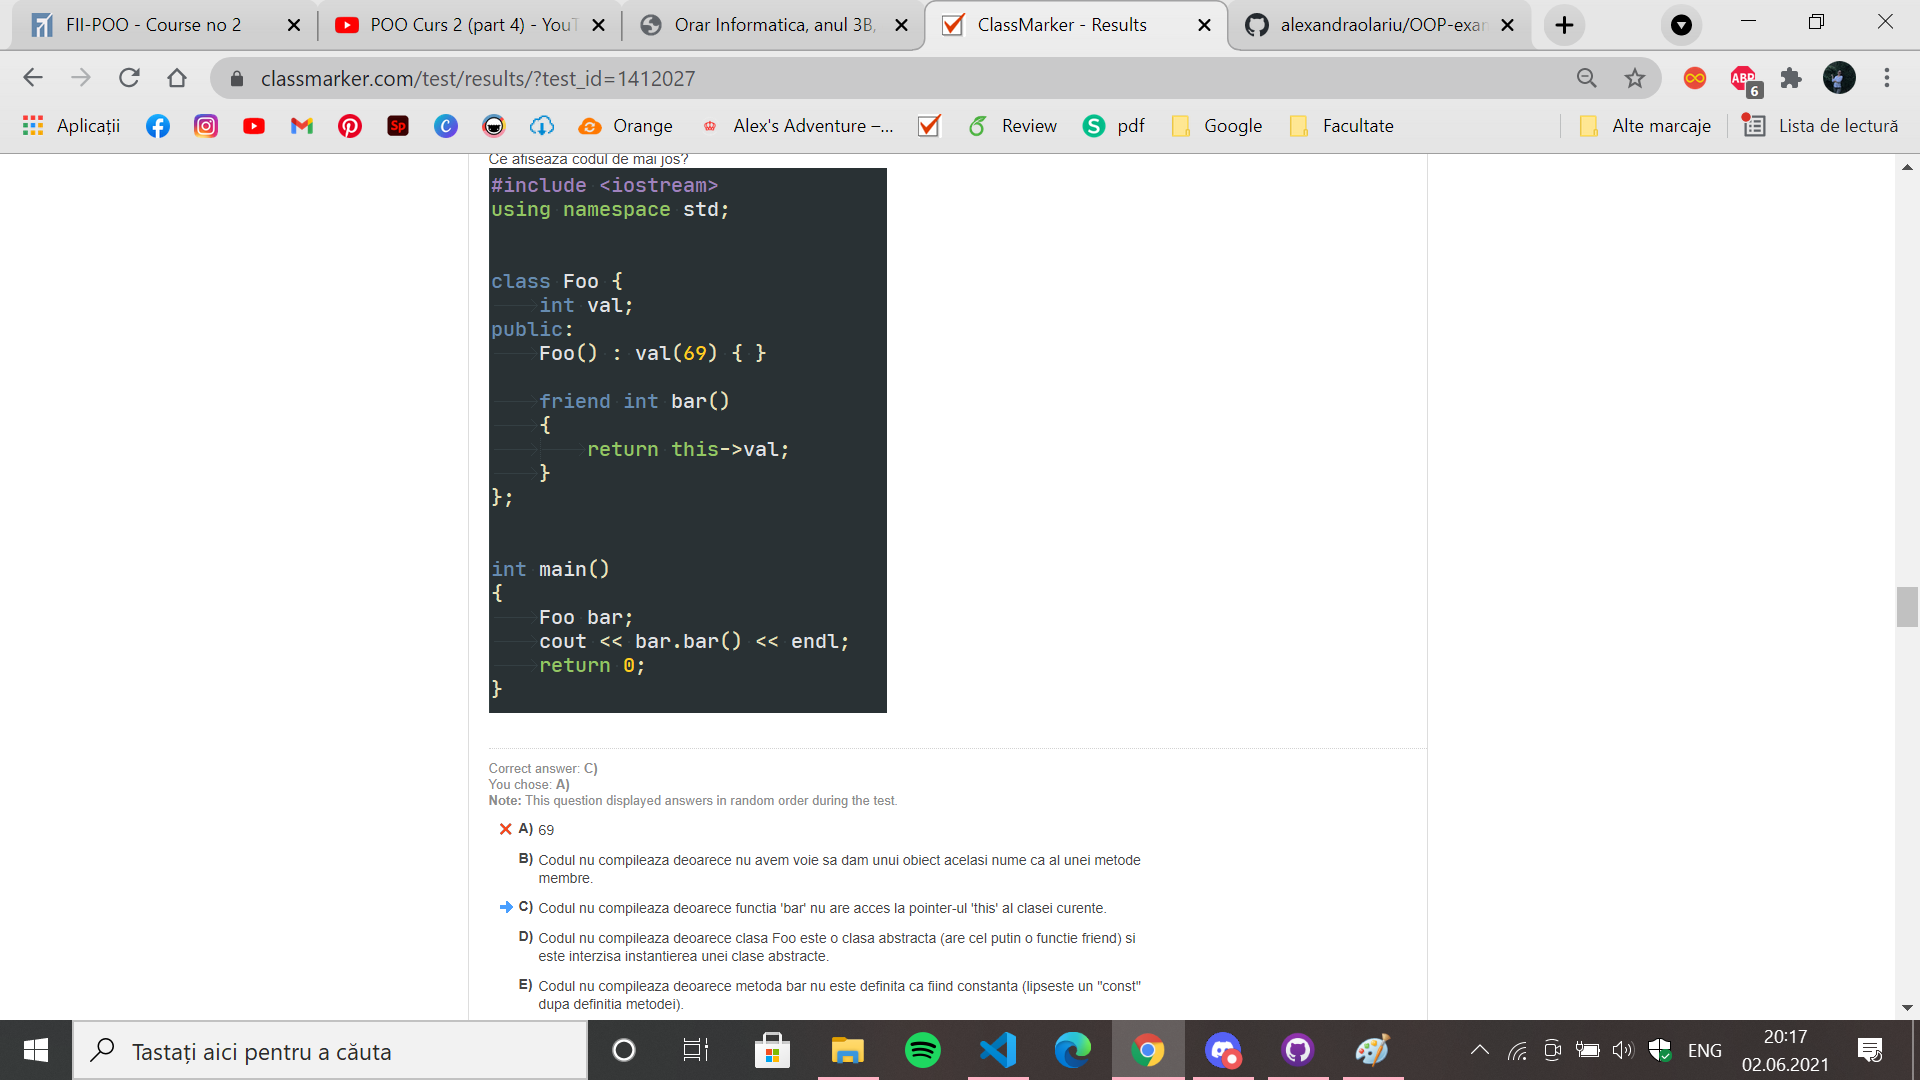 FII-POO - Course no 2
POO Curs 2 (part 4) - YouT
Orar Informatica, anul 3B,
ClassMarker - Results
alexandraolariu/OOP-exam
classmarker.com/test/results/?test_id=1412027
ABP
6
Aplicații
Sp
Orange
Alex's Adventure –...
Review
S
pdf
Google
Facultate
Alte marcaje
Lista de lectură
Ce afiseaza codul de mai jos?
#include <iostream>
using namespace std;
class Foo {
int val;
public:
Foo() : val(69) { }
friend int bar()
{
return this->val;
}
};
int main()
{
Foo bar;
cout << bar.bar() << endl;
return 0;
}
Correct answer: C)
You chose: A)
Note: This question displayed answers in random order during the test.
A) 69
B) Codul nu compileaza deoarece nu avem voie sa dam unui obiect acelasi nume ca al unei metode
membre.
C) Codul nu compileaza deoarece functia 'bar' nu are acces la pointer-ul 'this' al clasei curente.
D) Codul nu compileaza deoarece clasa Foo este o clasa abstracta (are cel putin o functie friend) si
este interzisa instantierea unei clase abstracte.
E) Codul nu compileaza deoarece metoda bar nu este definita ca fiind constanta (lipseste un "const"
dupa definitia metodei).
Tastați aici pentru a căuta
ENG
20:17
02.06.2021